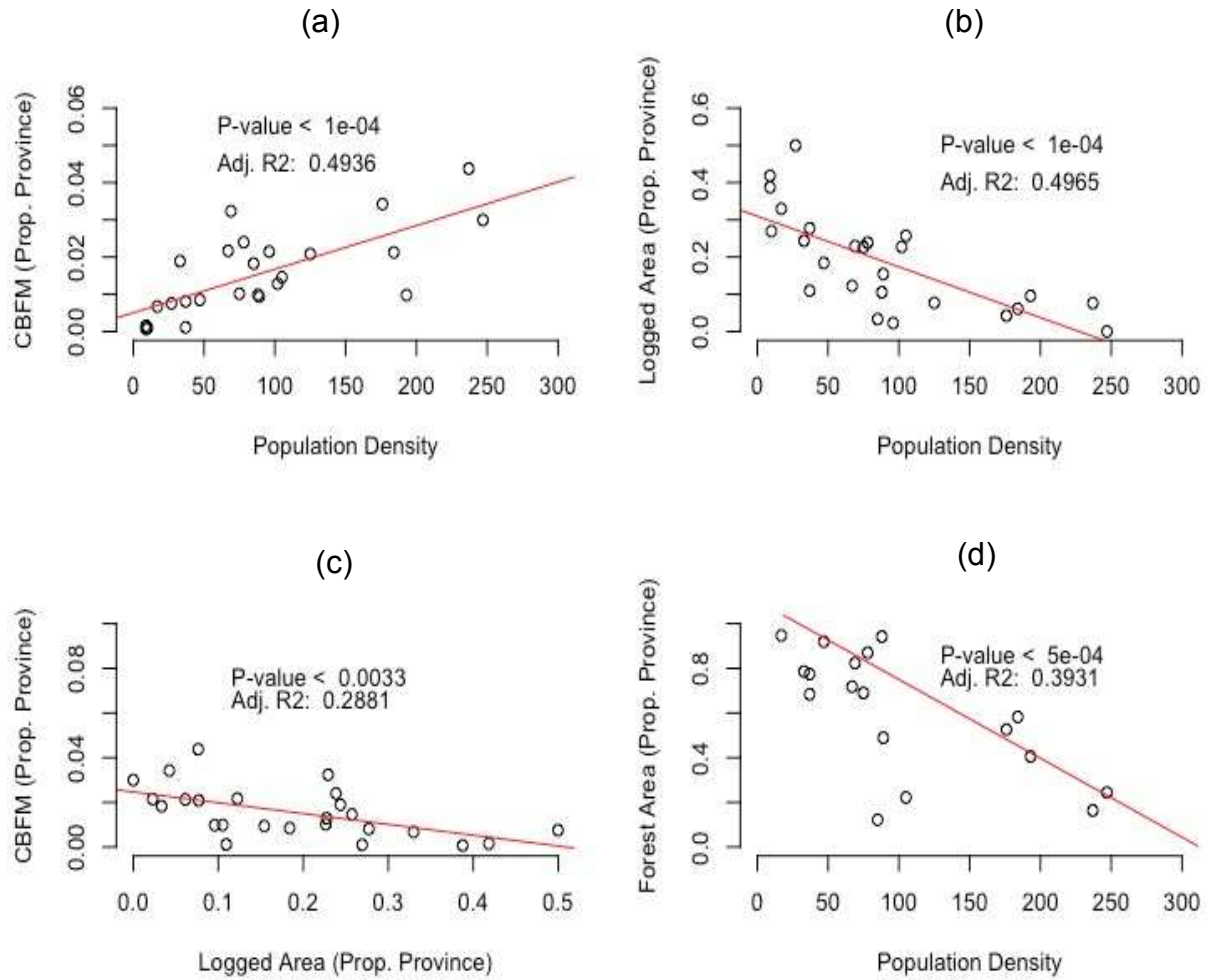 (a)
CBFM (Prop. Province)
0.00 0.02 0.04 0.06
P-value < 1e-04
Adj. R2: 0.4936
0 50 100 150 200 250 300
Population Density
(b)
Logged Area (Prop. Province)
0.0 0.2 0.4 0.6
P-value < 1e-04
Adj. R2: 0.4965
0 50 100 150 200 250 300
Population Density
(c)
CBFM (Prop. Province)
0.00 0.04 0.08
P-value < 0.0033
Adj. R2: 0.2881
0.0 0.1 0.2 0.3 0.4 0.5
Logged Area (Prop. Province)
(d)
Forest Area (Prop. Province)
0.0 0.4 0.8
P-value < 5e-04
Adj. R2: 0.3931
0 50 100 150 200 250 300
Population Density